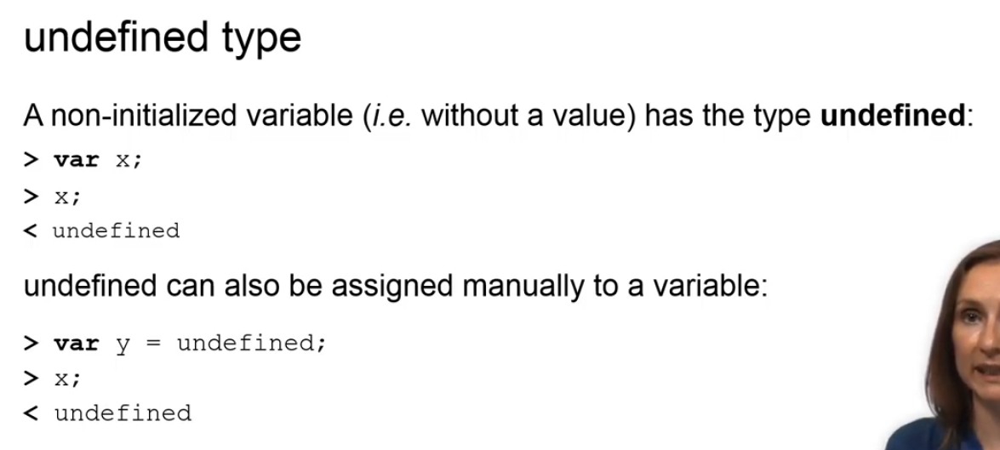 undefined type
A non-initialized variable (i.e. without a value) has the type undefined:
> var x;
> x;
< undefined
undefined can also be assigned manually to a variable:
> var y = undefined;
> x;
< undefined